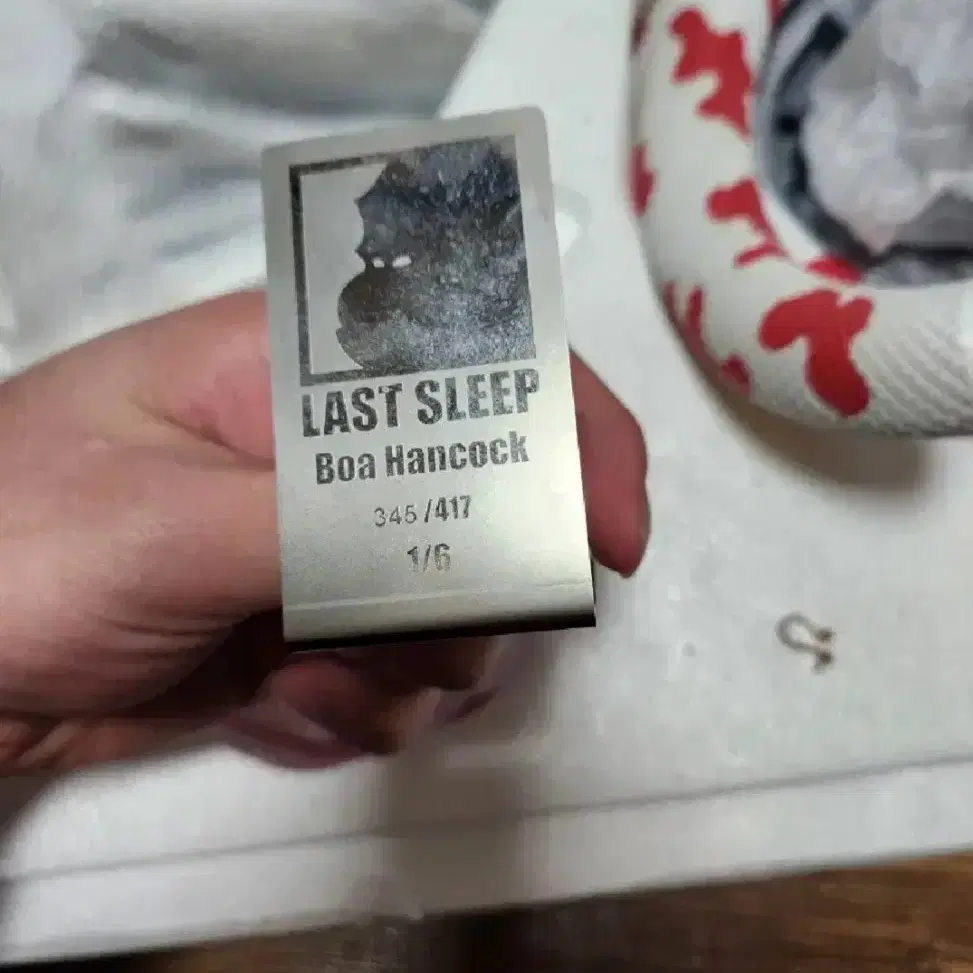 LAST SLEEP
Boa Hancock
345/417
1/6